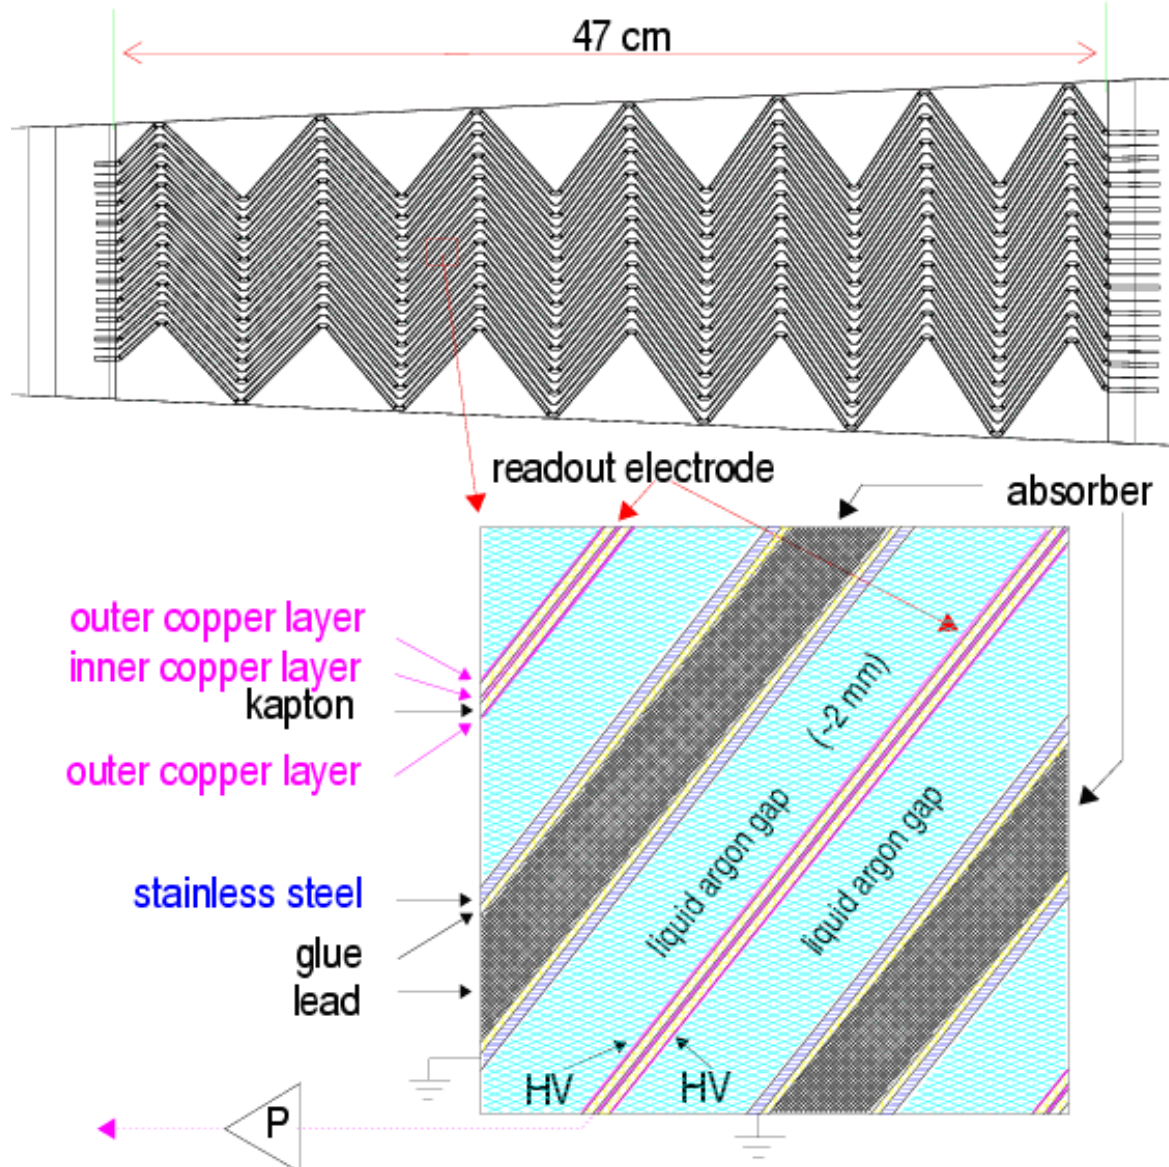 47 cm
readout electrode
absorber
outer copper layer
inner copper layer
kapton
outer copper layer
(~2 mm)
liquid argon gap
liquid argon gap
stainless steel
glue
lead
HV
HV
P